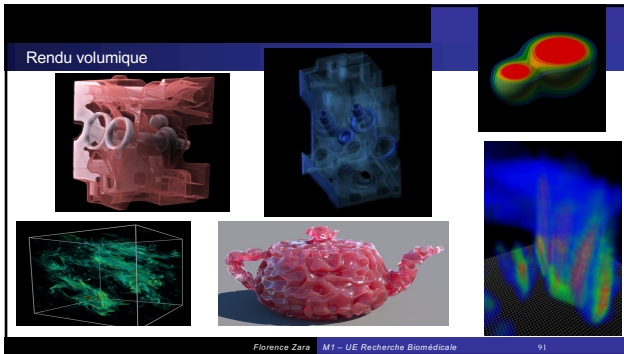 Rendu volumique
Florence Zara M1 – UE Recherche Biomédicale 91